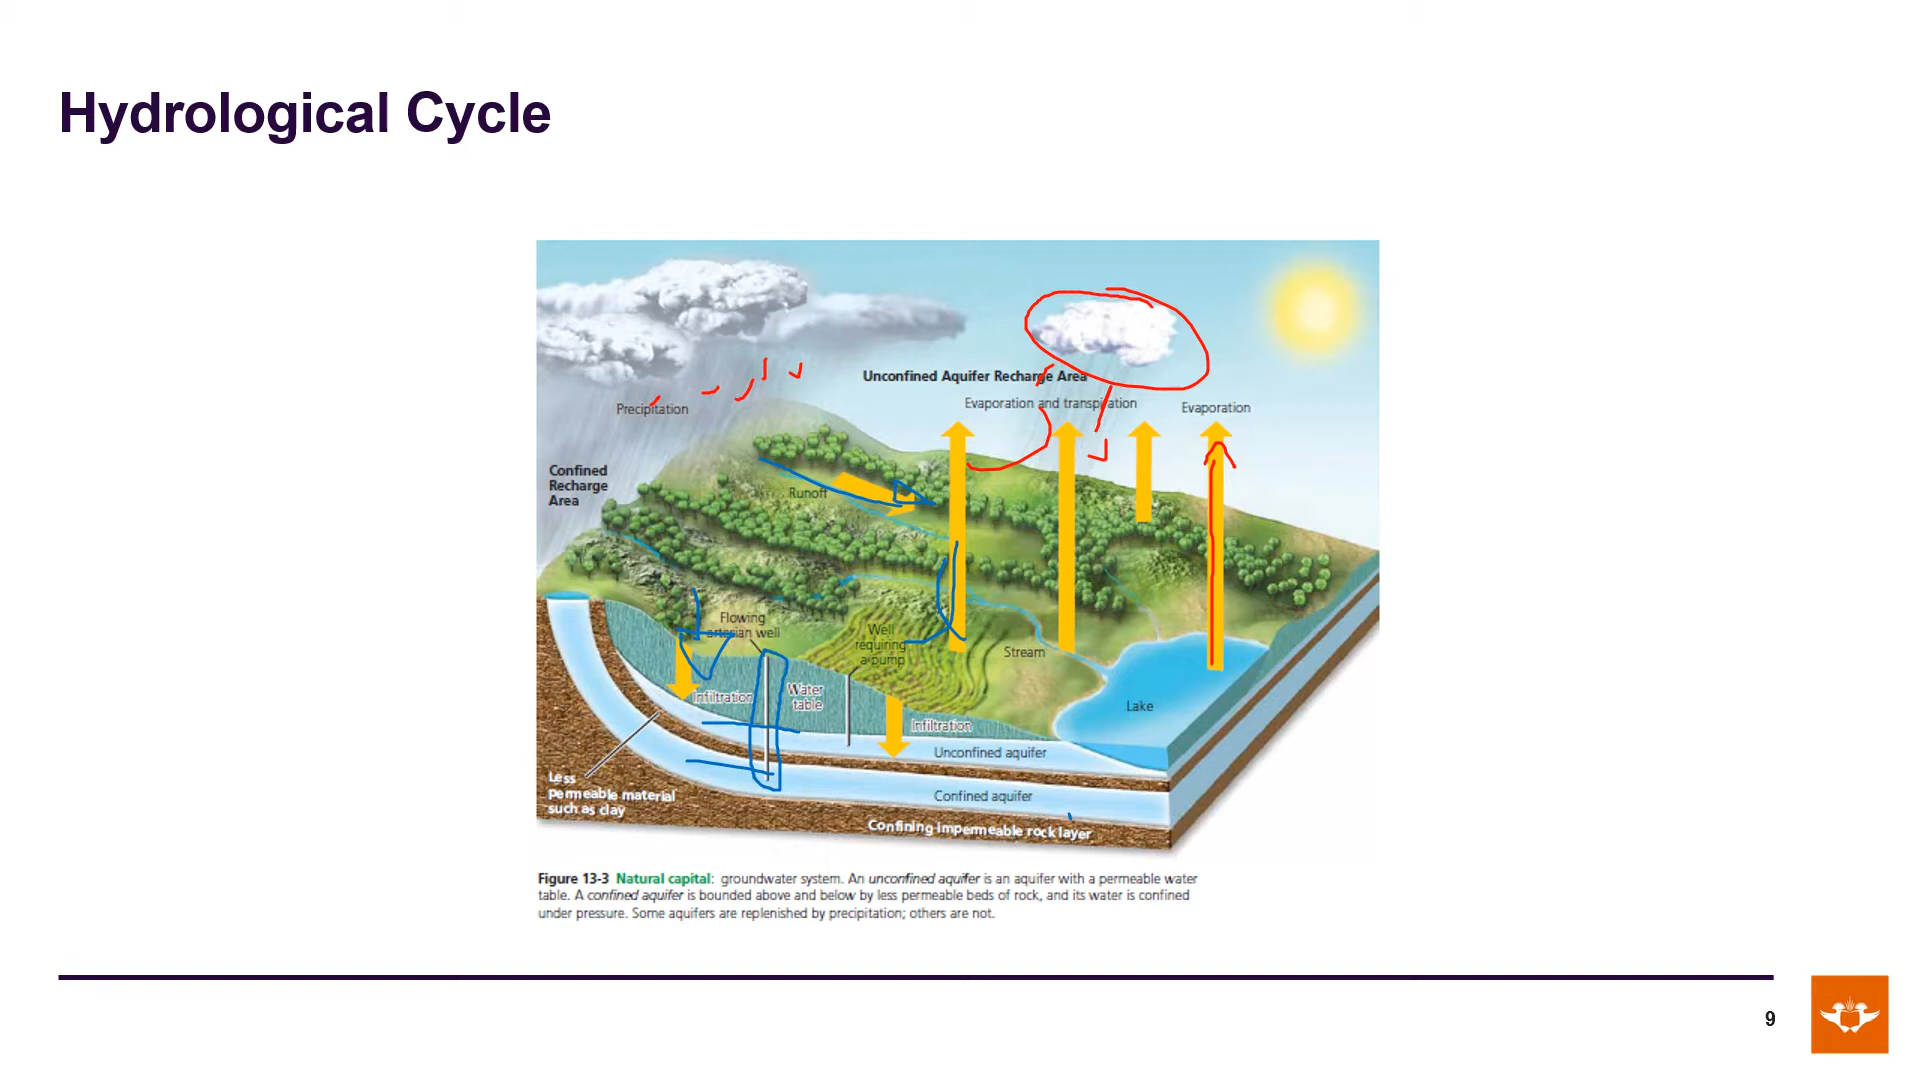 Hydrological Cycle
Unconfined Aquifer Recharge Area
Evaporation and transpiration
Evaporation
Precipitation
Confined
Recharge
Area
Runoff
Flowing
artesian well
Well
requiring
a pump
Stream
Infiltration
Water
table
Lake
Infiltration
Unconfined aquifer
Less
permeable material
such as clay
Confined aquifer
Confining impermeable rock layer
Figure 13-3 Natural capital: groundwater system. An unconfined aquifer is an aquifer with a permeable water
table. A confined aquifer is bounded above and below by less permeable beds of rock, and its water is confined
under pressure. Some aquifers are replenished by precipitation; others are not.
9